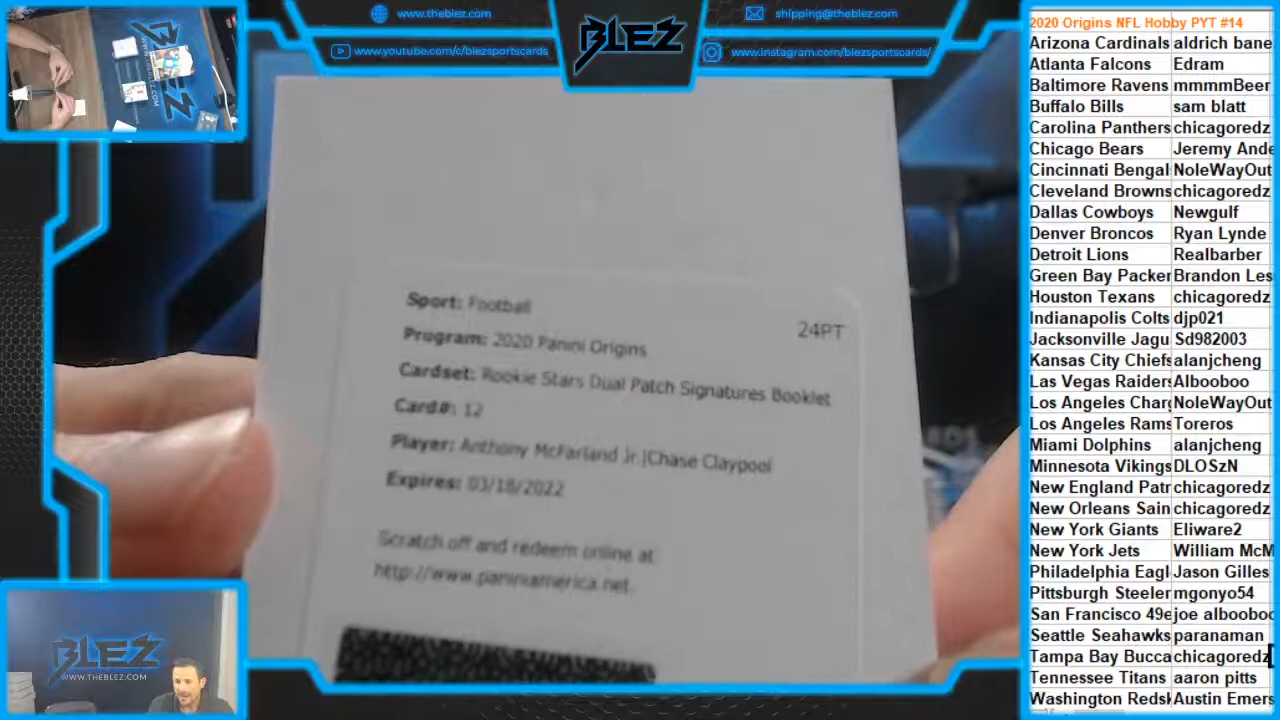 www.theblez.com
www.youtube.com/c/blezsportscards
BLEZ
shipping@theblez.com
www.instagram.com/blezsportscards/
Sport: Football
24PT
Program: 2020 Panini Origins
Cardset: Rookie Stars Dual Patch Signatures Booklet
Card#: 12
Player: Anthony McFarland Jr.|Chase Claypool
Expires: 03/18/2022
Scratch off and redeem online at
http://www.paniniamerica.net.
BLEZ
WWW.THEBLEZ.COM
2020 Origins NFL Hobby PYT #14
Arizona Cardinals aldrich bane
Atlanta Falcons Edram
Baltimore Ravens mmmmBeer
Buffalo Bills sam blatt
Carolina Panthers chicagoredz
Chicago Bears Jeremy Ande
Cincinnati Bengal NoleWayOut
Cleveland Browns chicagoredz
Dallas Cowboys Newgulf
Denver Broncos Ryan Lynde
Detroit Lions Realbarber
Green Bay Packer Brandon Les
Houston Texans chicagoredz
Indianapolis Colts djp021
Jacksonville Jagu Sd982003
Kansas City Chiefs alanjcheng
Las Vegas Raiders Albooboo
Los Angeles Charg NoleWayOut
Los Angeles Rams Toreros
Miami Dolphins alanjcheng
Minnesota Vikings DLOSzN
New England Patr chicagoredz
New Orleans Sain chicagoredz
New York Giants Eliware2
New York Jets William McM
Philadelphia Eagl Jason Gilles
Pittsburgh Steeler mgonyo54
San Francisco 49e joe albooboo
Seattle Seahawks paranaman
Tampa Bay Bucca chicagoredz
Tennessee Titans aaron pitts
Washington Redsk Austin Emers